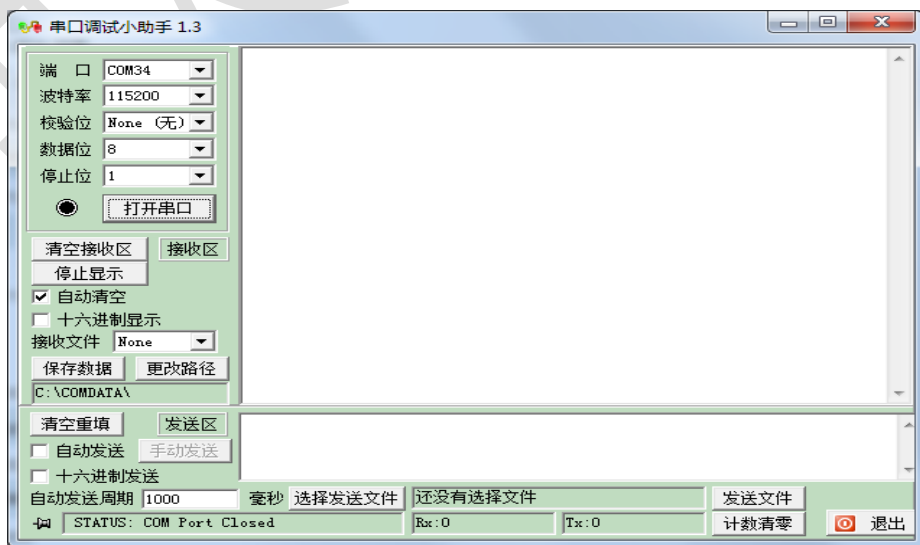 串口调试小助手 1.3
端 口 COM34
波特率 115200
校验位 None (无)
数据位 8
停止位 1
打开串口
清空接收区 接收区
停止显示
自动清空
十六进制显示
接收文件 None
保存数据 更改路径
C:\COMDATA\
清空重填 发送区
自动发送 手动发送
十六进制发送
自动发送周期 1000 毫秒 选择发送文件 还没有选择文件 发送文件
STATUS: COM Port Closed Rx:0 Tx:0 计数清零 退出